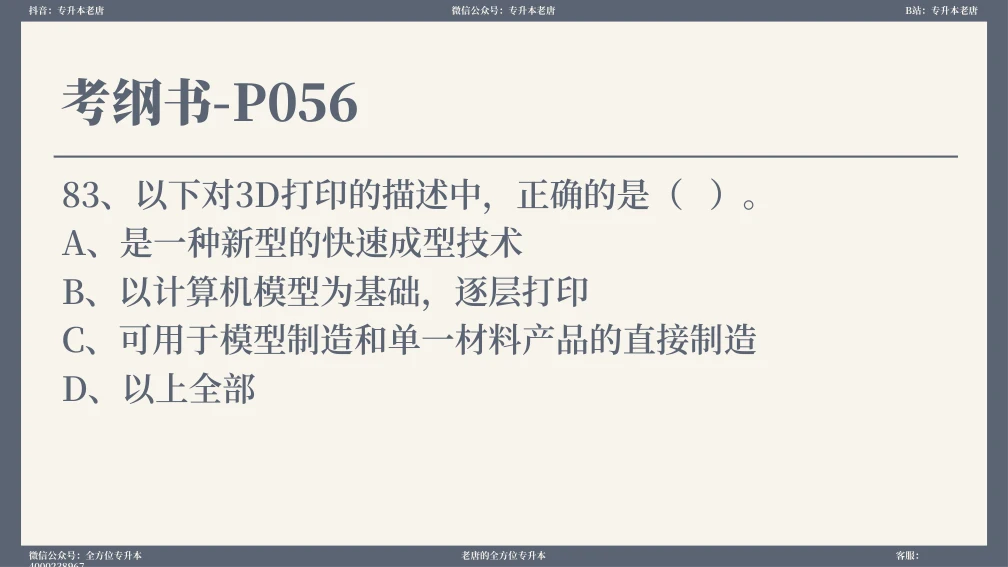 抖音：专升本老唐
微信公众号：专升本老唐
B站：专升本老唐
考纲书-P056
83、以下对3D打印的描述中，正确的是（ ）。
A、是一种新型的快速成型技术
B、以计算机模型为基础，逐层打印
C、可用于模型制造和单一材料产品的直接制造
D、以上全部
微信公众号：全方位专升本
老唐的全方位专升本
客服：
4000238967